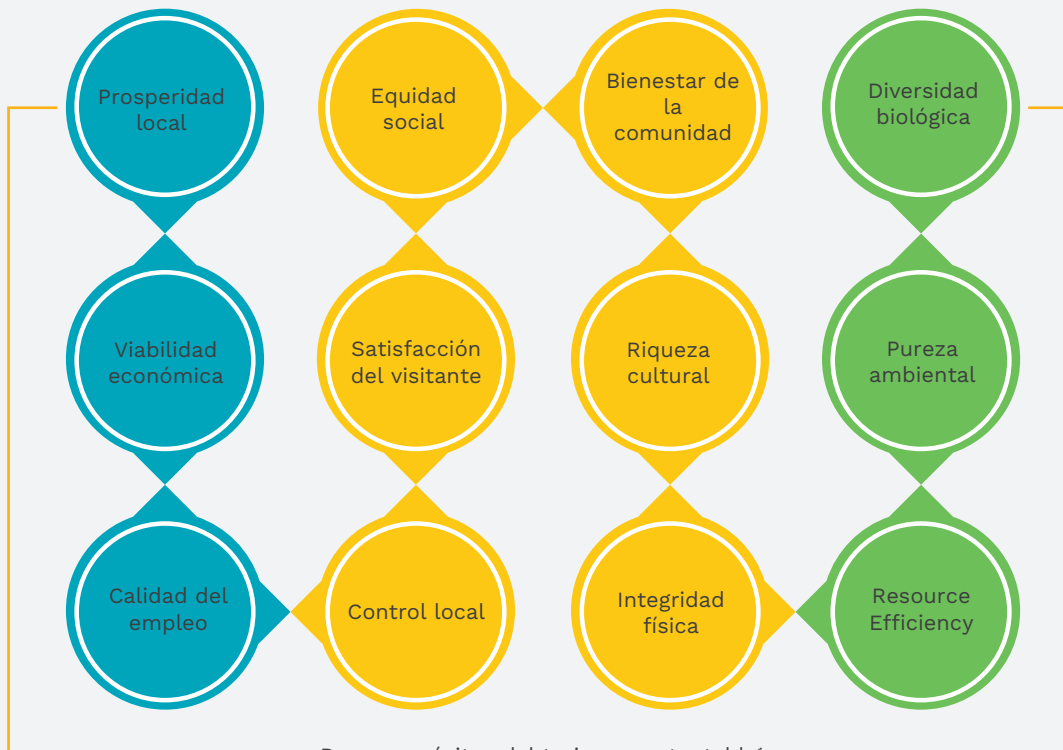 Prosperidad
local
Equidad
social
Bienestar de
la
comunidad
Diversidad
biológica
Viabilidad
económica
Satisfacción
del visitante
Riqueza
cultural
Pureza
ambiental
Calidad del
empleo
Control local
Integridad
física
Resource
Efficiency